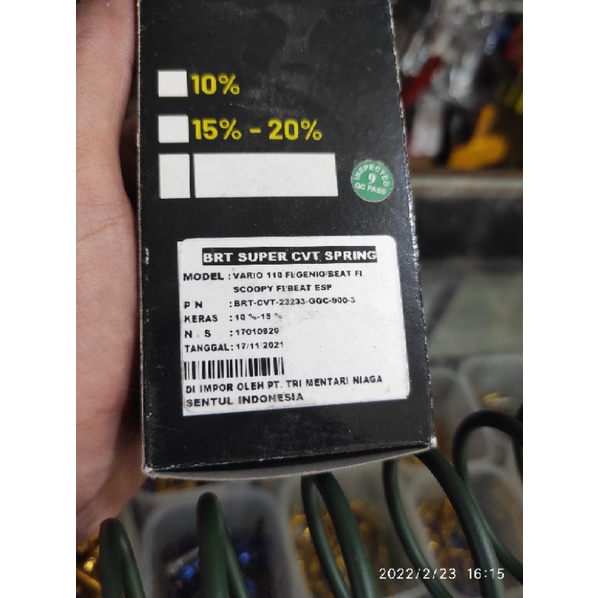 10%
15% - 20%
INSPECTED
9
QC PASS
BRT SUPER CVT SPRING
MODEL : VARIO 110 FI/GENIO/BEAT FI
SCOOPY FI/BEAT ESP
P N : BRT-CVT-23233-GGC-900-3
KERAS : 10 %-15 %
N . S : 17010829
TANGGAL: 17/11/2021
DI IMPOR OLEH PT. TRI MENTARI NIAGA
SENTUL INDONESIA
2022/2/23 16:15